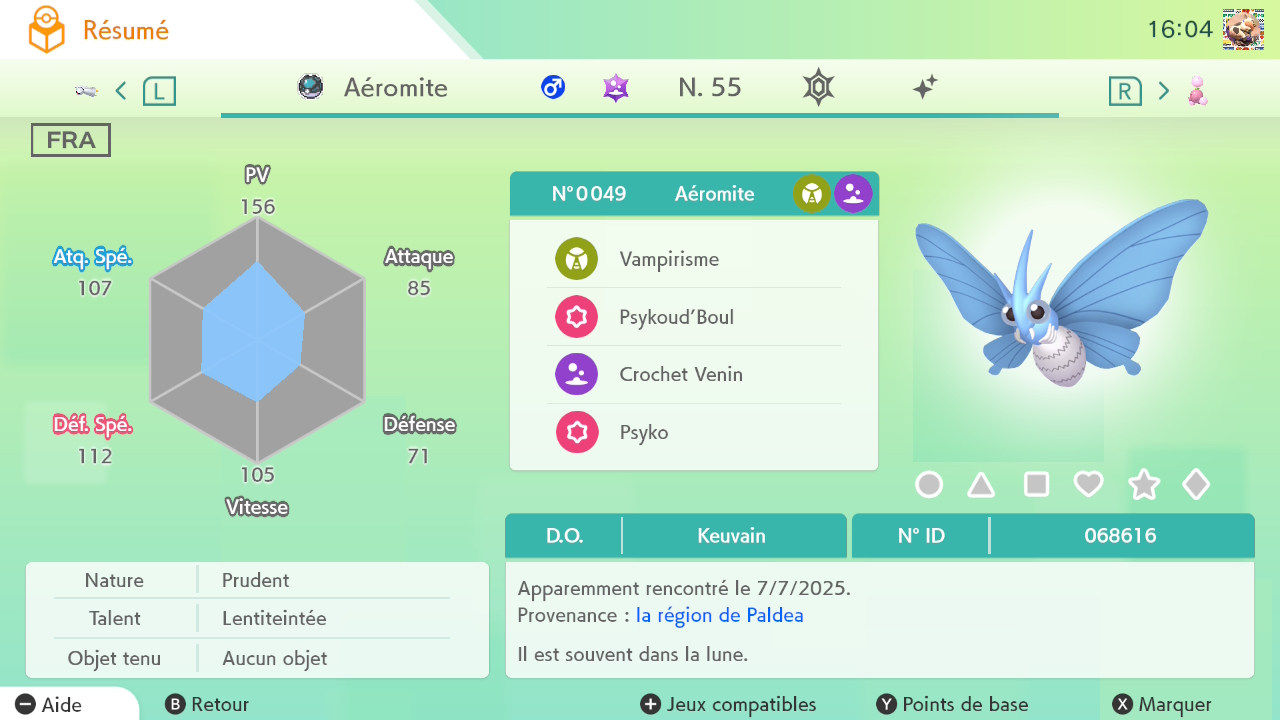 Résumé
16:04
L
Aéromite
N. 55
R
FRA
PV
156
Atq. Spé.
107
Attaque
85
Déf. Spé.
112
Défense
71
105
Vitesse
N°0049 Aéromite
Vampirisme
Psykoud'Boul
Crochet Venin
Psyko
D.O. Keuvain
N° ID 068616
Nature Prudent
Talent Lentiteintée
Objet tenu Aucun objet
Apparemment rencontré le 7/7/2025.
Provenance : la région de Paldea
Il est souvent dans la lune.
Aide
B Retour
Jeux compatibles
Y Points de base
X Marquer